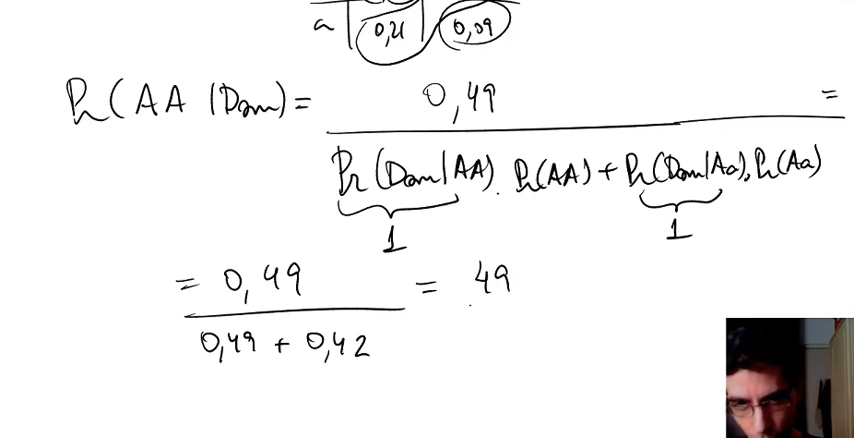 a 0,21 0,09
Pr(AA|Dom) = 0,49 =
Pr(Dom|AA). Pr(AA) + Pr(Dom|Aa). Pr(Aa)
1 1
= 0,49 = 49
0,49 + 0,42